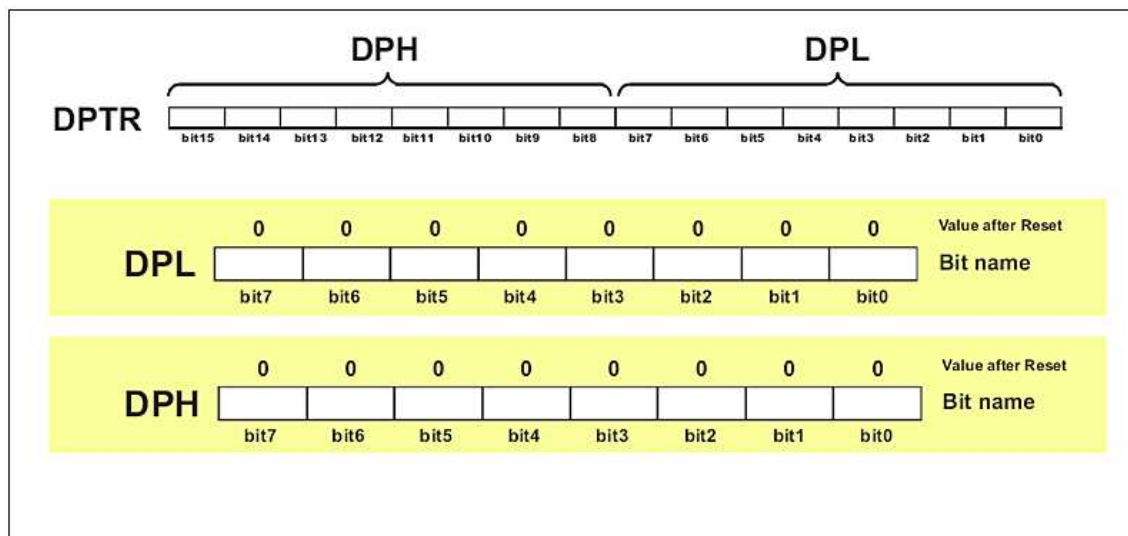 DPH DPL
DPTR
bit15 bit14 bit13 bit12 bit11 bit10 bit9 bit8 bit7 bit6 bit5 bit4 bit3 bit2 bit1 bit0
0 0 0 0 0 0 0 0 Value after Reset
DPL Bit name
bit7 bit6 bit5 bit4 bit3 bit2 bit1 bit0
0 0 0 0 0 0 0 0 Value after Reset
DPH Bit name
bit7 bit6 bit5 bit4 bit3 bit2 bit1 bit0